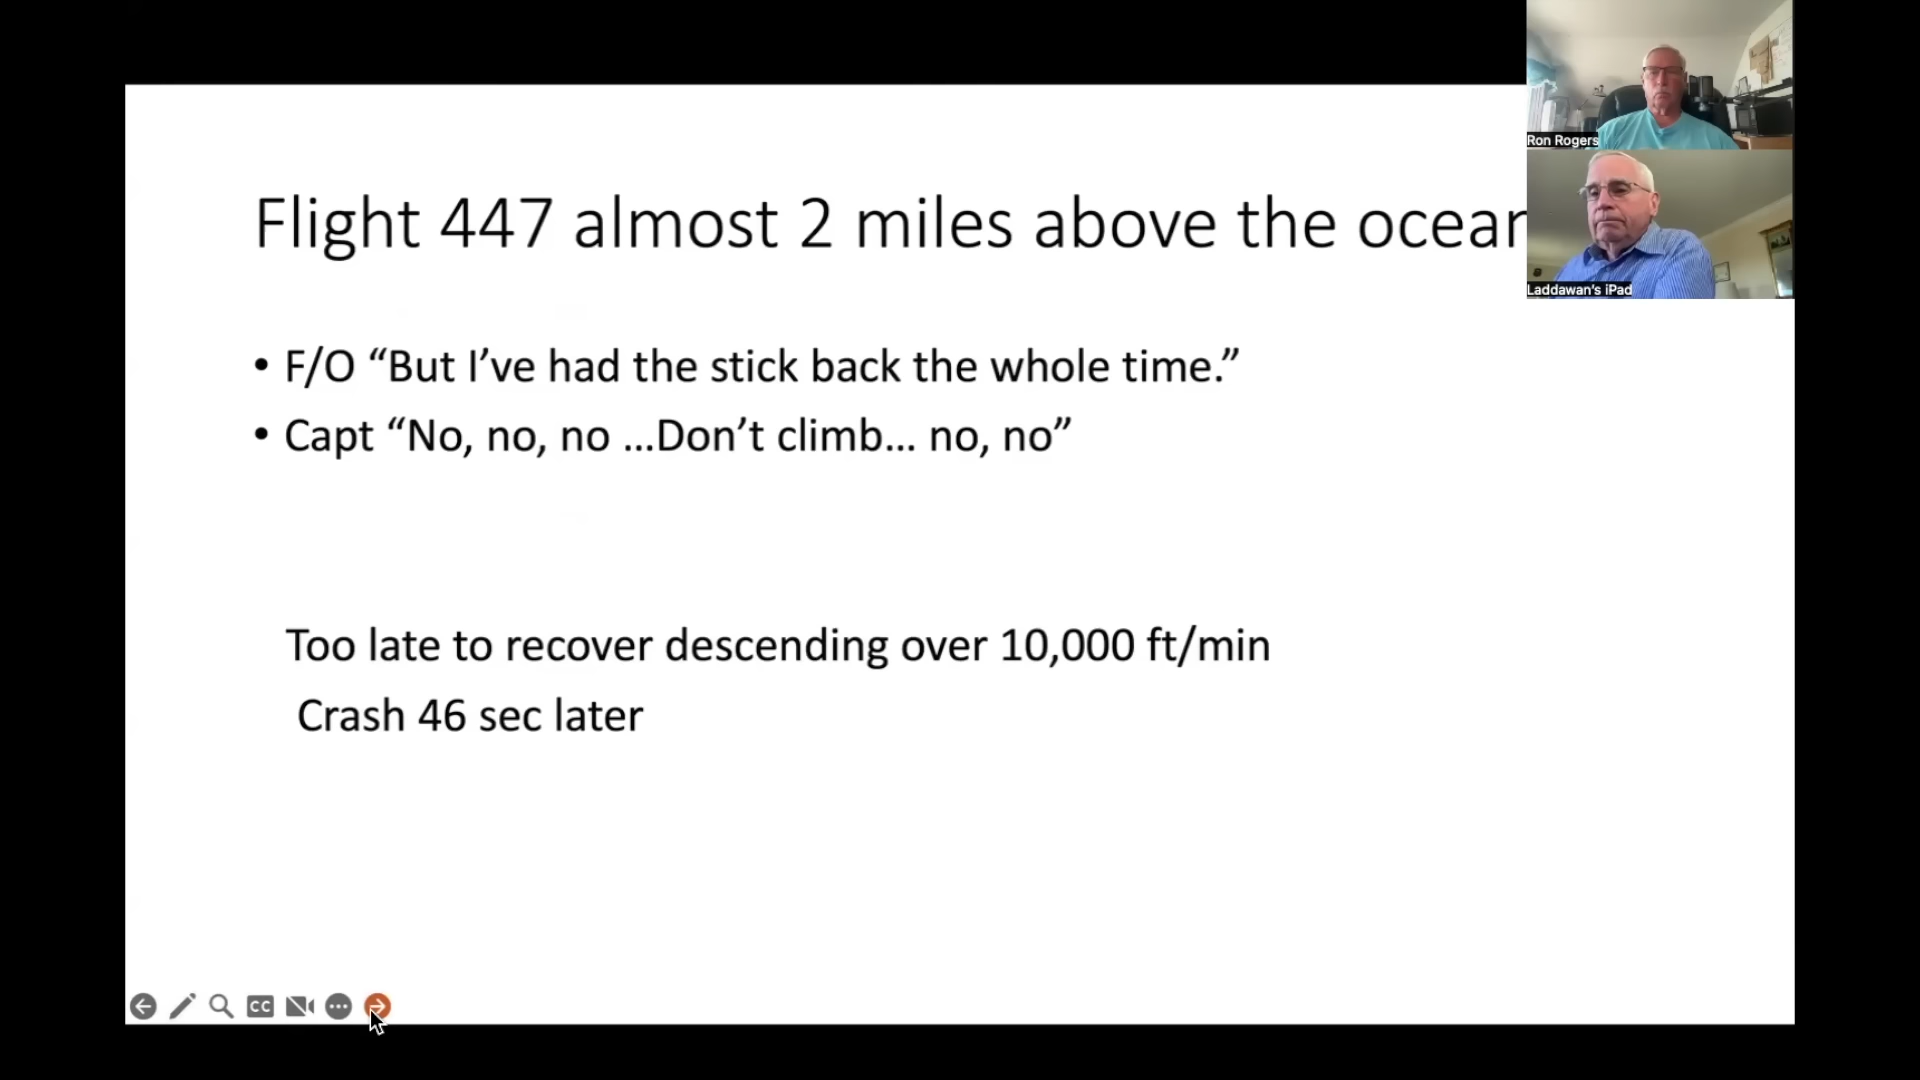 Flight 447 almost 2 miles above the ocean
• F/O “But I’ve had the stick back the whole time.”
• Capt “No, no, no ...Don’t climb... no, no”
Too late to recover descending over 10,000 ft/min
Crash 46 sec later
Ron Rogers
Laddawan's iPad
CC